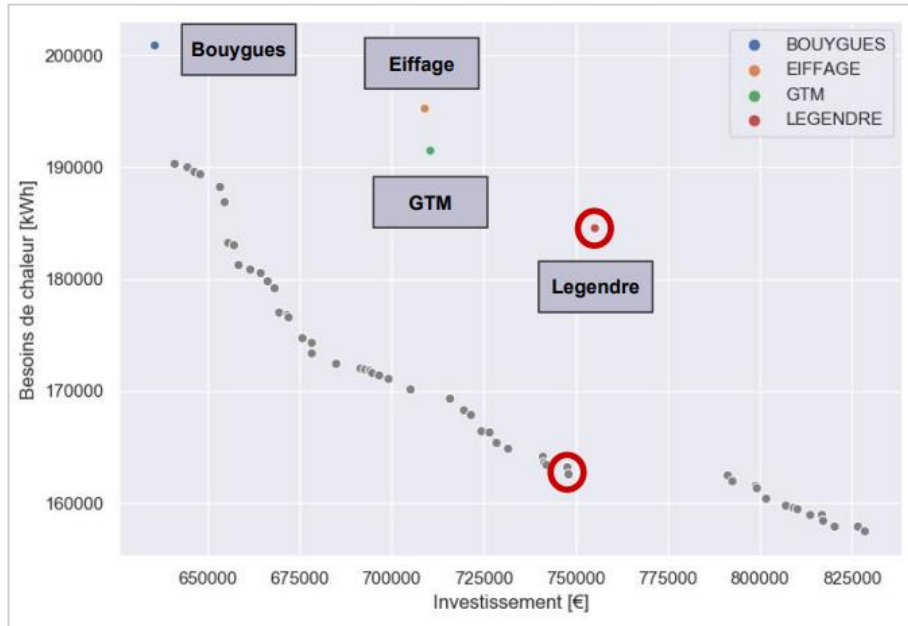 200000
190000
180000
170000
160000
Besoins de chaleur [kWh]
Bouygues
Eiffage
GTM
Legendre
BOUYGUES
EIFFAGE
GTM
LEGENDRE
650000 675000 700000 725000 750000 775000 800000 825000
Investissement [€]